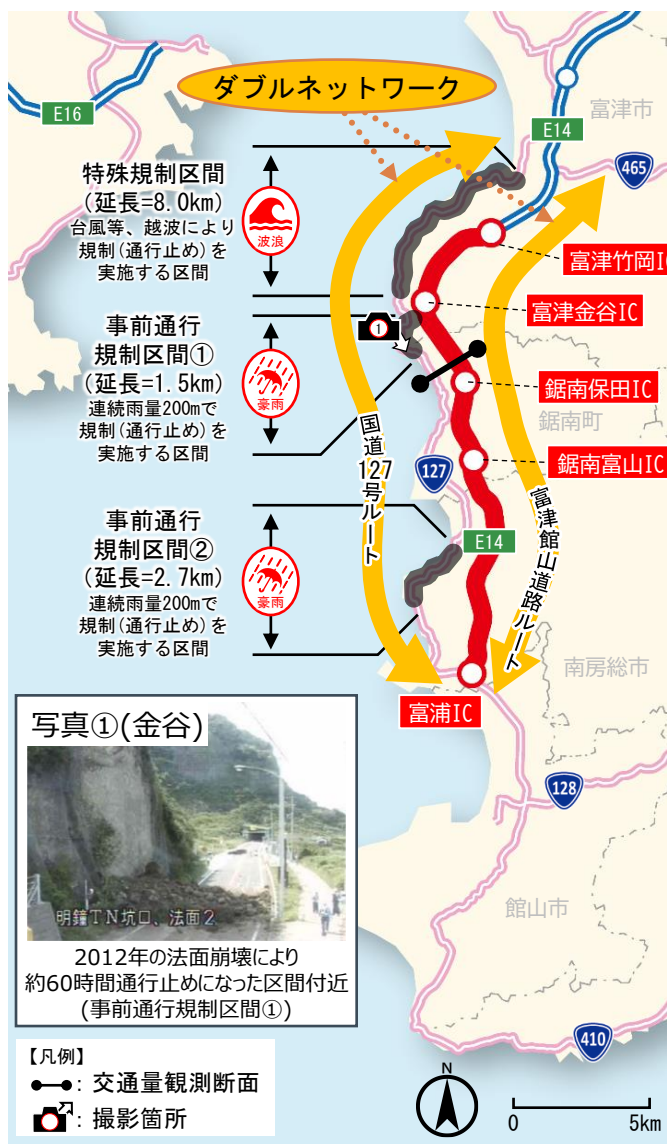 ダブルネットワーク
E16
E14
富津市
465
特殊規制区間
(延長=8.0km)
台風等、越波により
規制(通行止め)を
実施する区間
波浪
富津竹岡IC
富津金谷IC
1
事前通行
規制区間①
(延長=1.5km)
連続雨量200mで
規制(通行止め)を
実施する区間
豪雨
鋸南保田IC
鋸南町
鋸南富山IC
国道127号ルート
127
富津館山道路ルート
事前通行
規制区間②
(延長=2.7km)
連続雨量200mで
規制(通行止め)を
実施する区間
豪雨
E14
南房総市
富浦IC
128
館山市
410
写真①(金谷)
明鐘TN坑口、法面2
2012年の法面崩壊により
約60時間通行止めになった区間付近
(事前通行規制区間①)
【凡例】
：交通量観測断面
：撮影箇所
N
0 5km